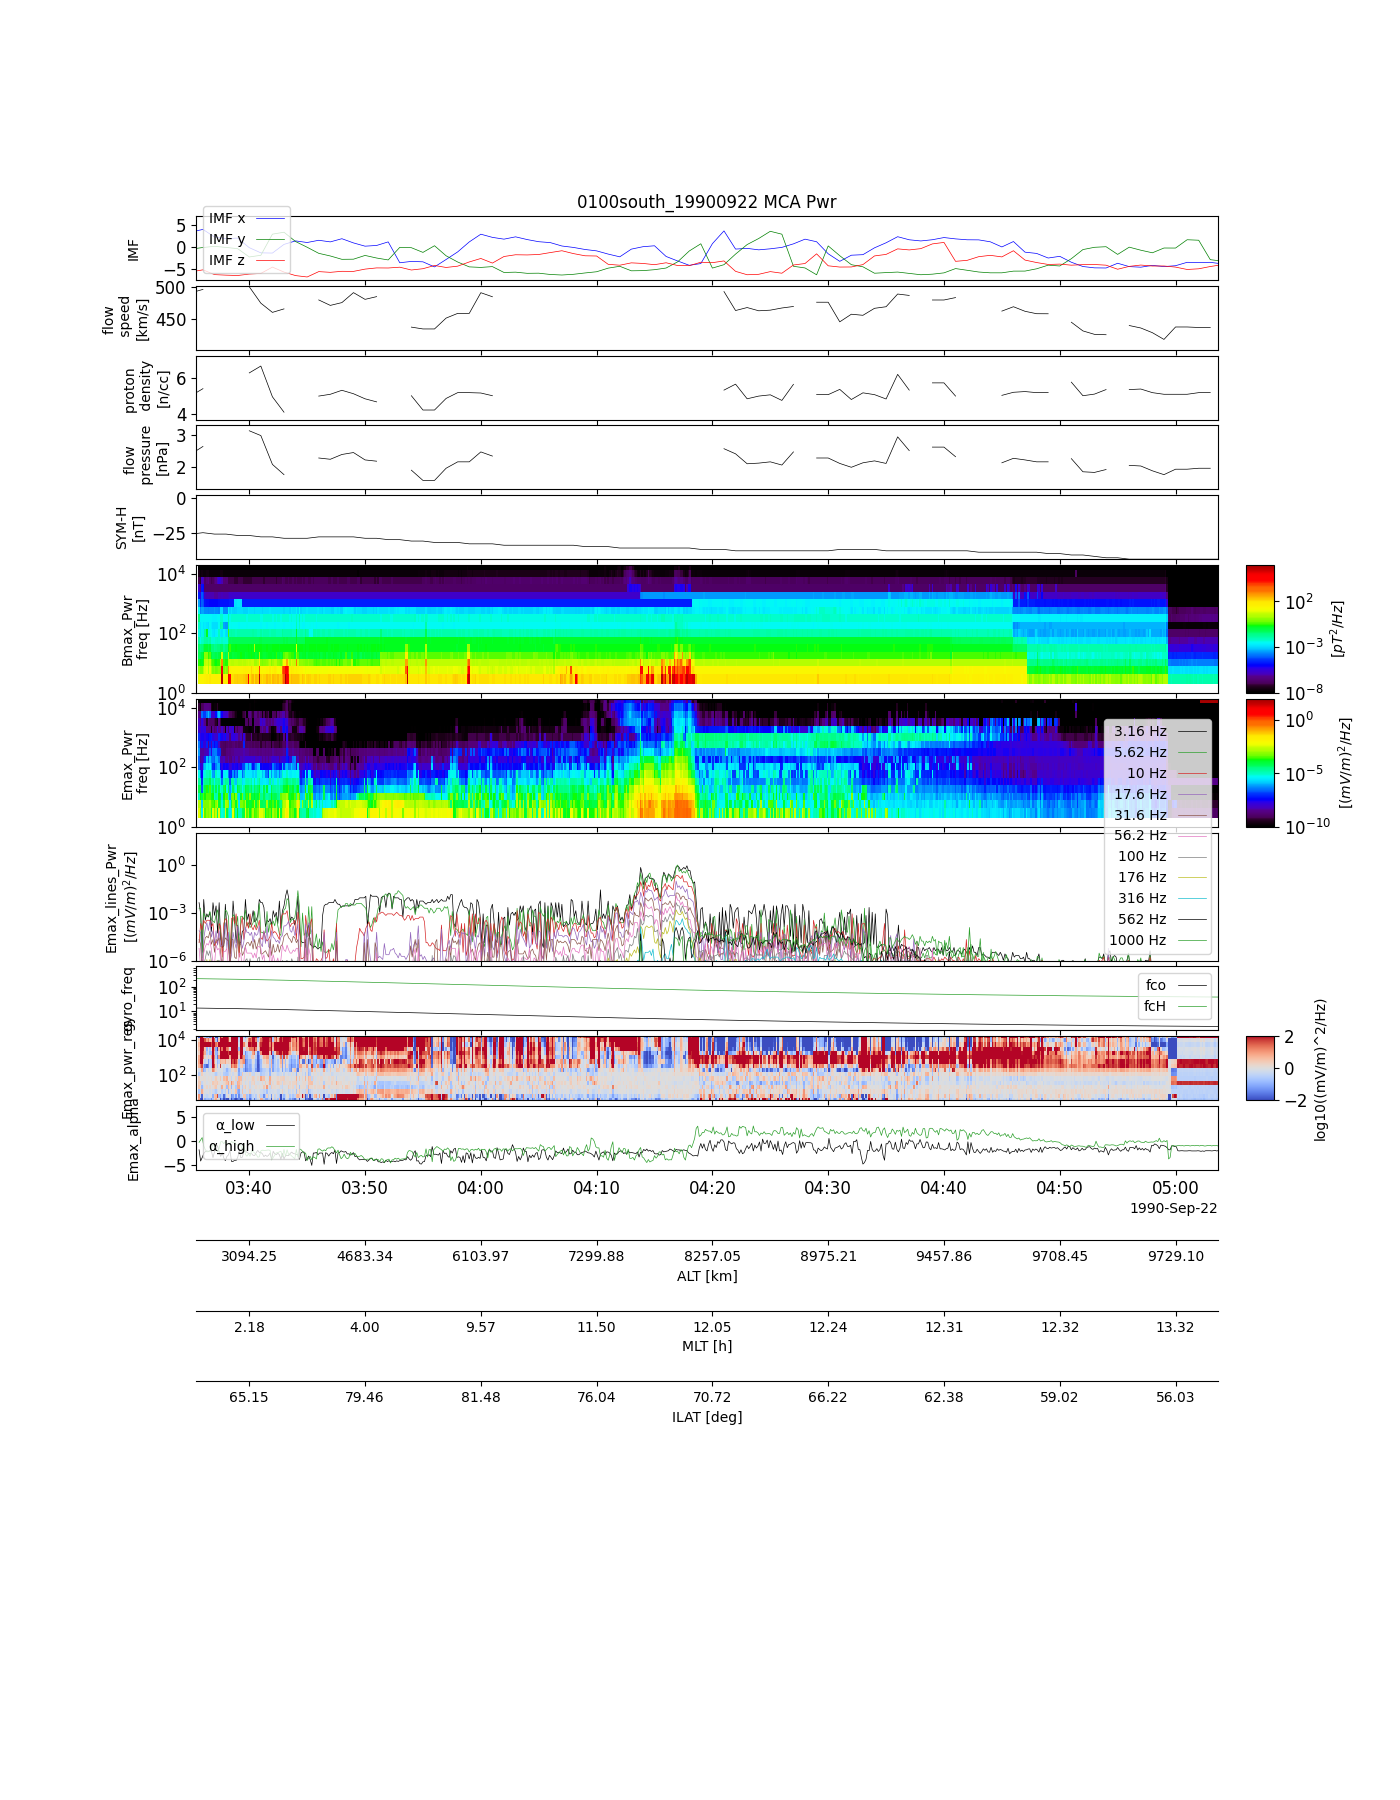 0100south_19900922 MCA Pwr
IMF
5
0
−5
IMF x
IMF y
IMF z
flow
speed
[km/s]
500
450
proton
density
[n/cc]
6
4
flow
pressure
[nPa]
3
2
SYM-H
[nT]
0
−25
Bmax_Pwr
freq [Hz]
10^4
10^2
10^0
10^2
10^−3
10^−8
[pT^2/Hz]
Emax_Pwr
freq [Hz]
10^4
10^2
10^0
10^0
10^−5
10^−10
[(mV/m)^2/Hz]
3.16 Hz
5.62 Hz
10 Hz
17.6 Hz
31.6 Hz
56.2 Hz
100 Hz
176 Hz
316 Hz
562 Hz
1000 Hz
Emax_lines_Pwr
[(mV/m)^2/Hz]
10^0
10^−3
10^−6
gyro_freq
10^2
10^1
fco
fcH
Emax_pwr_reg
10^4
10^2
2
0
−2
log10((mV/m)^2/Hz)
Emax_alpha
5
0
−5
α_low
α_high
03:40 03:50 04:00 04:10 04:20 04:30 04:40 04:50 05:00
1990-Sep-22
3094.25 4683.34 6103.97 7299.88 8257.05 8975.21 9457.86 9708.45 9729.10
ALT [km]
2.18 4.00 9.57 11.50 12.05 12.24 12.31 12.32 13.32
MLT [h]
65.15 79.46 81.48 76.04 70.72 66.22 62.38 59.02 56.03
ILAT [deg]